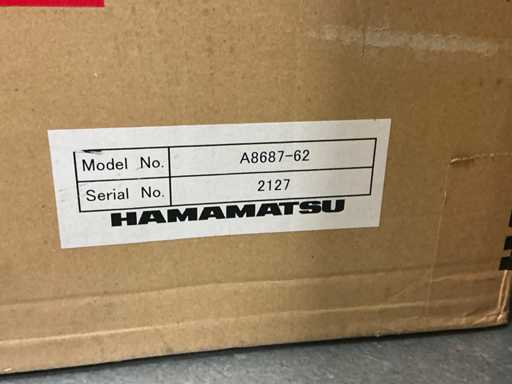 Model No. A8687-62
Serial No. 2127
HAMAMATSU